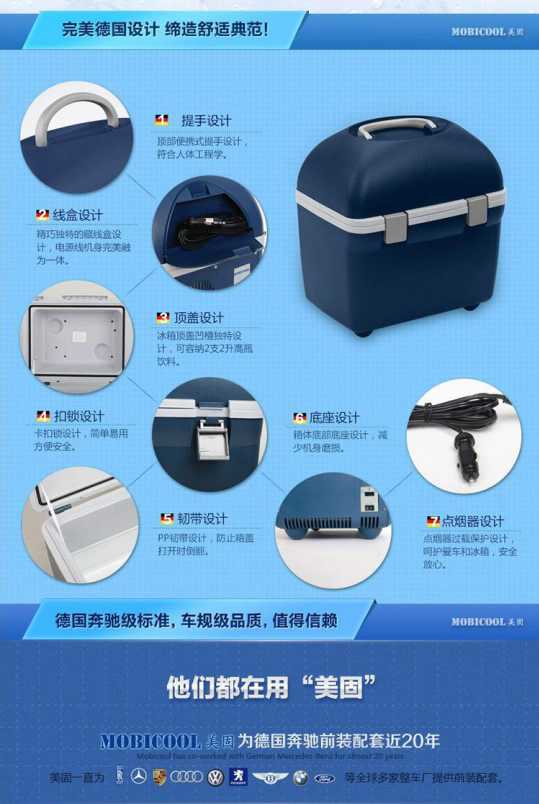 完美德国设计 缔造舒适典范!
MOBICOOL 美固
1 提手设计
顶部便携式提手设计，
符合人体工程学。
2 线盒设计
精巧独特的藏线盒设
计，电源线机身完美融
为一体。
3 顶盖设计
冰箱顶盖凹槽独特设
计，可容纳2支2升高瓶
饮料。
4 扣锁设计
卡扣锁设计，简单易用
方便安全。
5 韧带设计
PP韧带设计，防止箱盖
打开时倒翻。
6 底座设计
箱体底部底座设计，减
少机身磨损。
7 点烟器设计
点烟器过载保护设计，
呵护爱车和冰箱，安全
放心。
德国奔驰级标准，车规级品质，值得信赖
MOBICOOL 美固
他们都在用“美固”
MOBICOOL 美固 为德国奔驰前装配套近20年
Mobicool has co-worked with German Mercedes-Benz for almost 20 years
美固一直为 等全球多家整车厂提供前装配套。